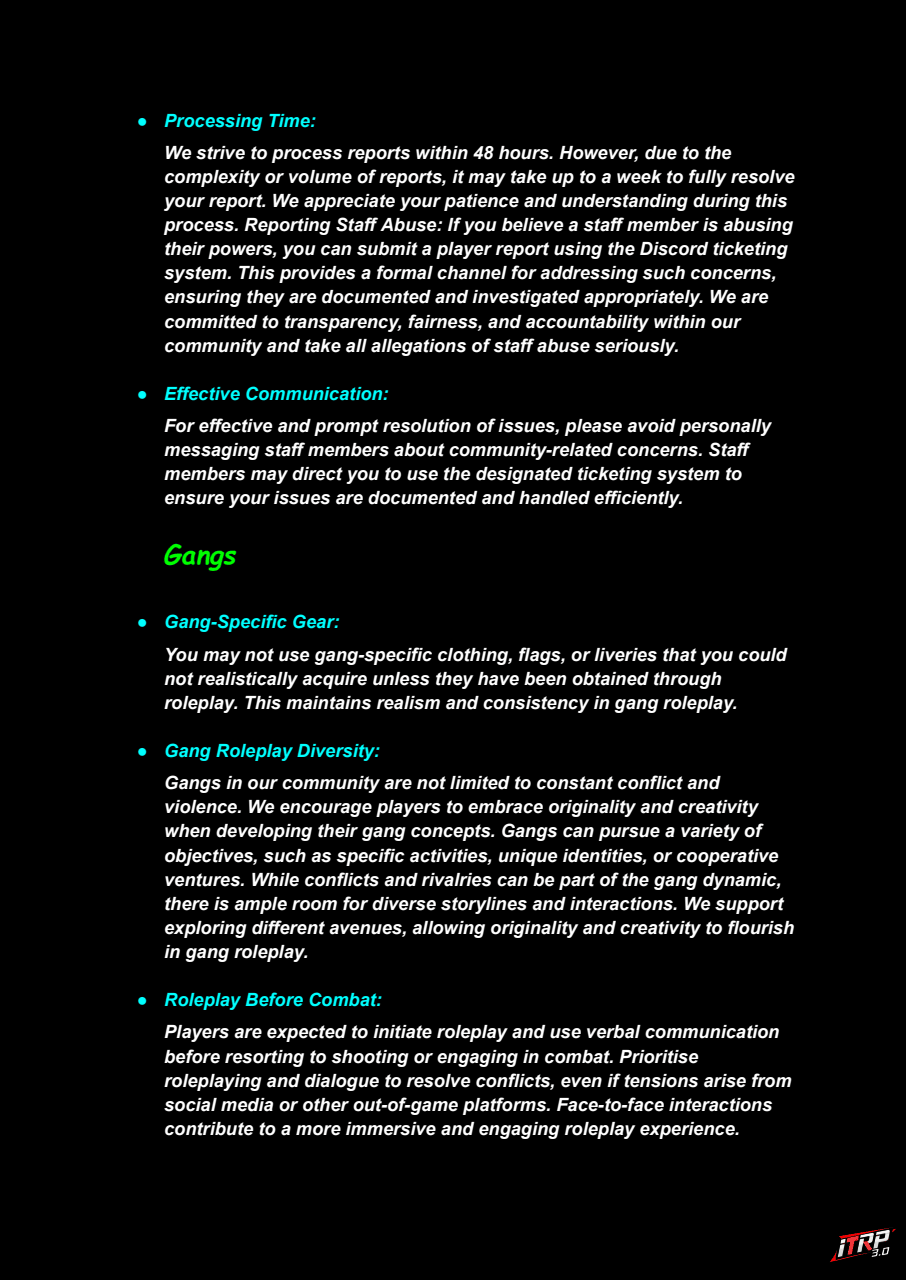 ● Processing Time:
We strive to process reports within 48 hours. However, due to the
complexity or volume of reports, it may take up to a week to fully resolve
your report. We appreciate your patience and understanding during this
process. Reporting Staff Abuse: If you believe a staff member is abusing
their powers, you can submit a player report using the Discord ticketing
system. This provides a formal channel for addressing such concerns,
ensuring they are documented and investigated appropriately. We are
committed to transparency, fairness, and accountability within our
community and take all allegations of staff abuse seriously.
● Effective Communication:
For effective and prompt resolution of issues, please avoid personally
messaging staff members about community-related concerns. Staff
members may direct you to use the designated ticketing system to
ensure your issues are documented and handled efficiently.
Gangs
● Gang-Specific Gear:
You may not use gang-specific clothing, flags, or liveries that you could
not realistically acquire unless they have been obtained through
roleplay. This maintains realism and consistency in gang roleplay.
● Gang Roleplay Diversity:
Gangs in our community are not limited to constant conflict and
violence. We encourage players to embrace originality and creativity
when developing their gang concepts. Gangs can pursue a variety of
objectives, such as specific activities, unique identities, or cooperative
ventures. While conflicts and rivalries can be part of the gang dynamic,
there is ample room for diverse storylines and interactions. We support
exploring different avenues, allowing originality and creativity to flourish
in gang roleplay.
● Roleplay Before Combat:
Players are expected to initiate roleplay and use verbal communication
before resorting to shooting or engaging in combat. Prioritise
roleplaying and dialogue to resolve conflicts, even if tensions arise from
social media or other out-of-game platforms. Face-to-face interactions
contribute to a more immersive and engaging roleplay experience.
iTRP
3.0